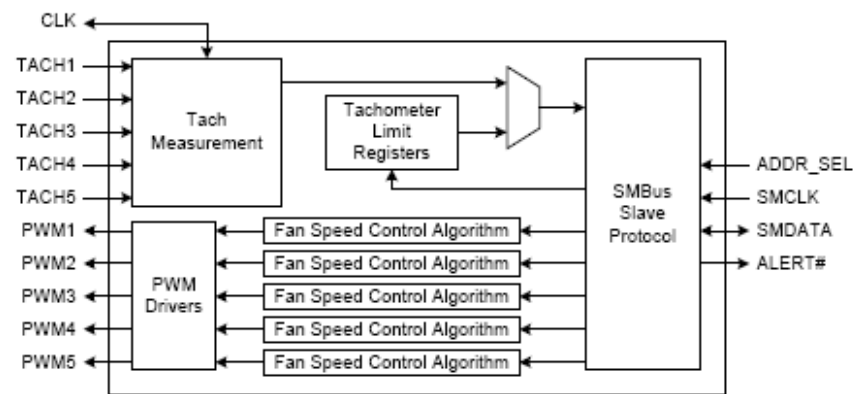 CLK
TACH1
TACH2
TACH3
TACH4
TACH5
Tach
Measurement
Tachometer
Limit
Registers
SMBus
Slave
Protocol
ADDR_SEL
SMCLK
SMDATA
ALERT#
PWM1
PWM2
PWM3
PWM4
PWM5
PWM
Drivers
Fan Speed Control Algorithm
Fan Speed Control Algorithm
Fan Speed Control Algorithm
Fan Speed Control Algorithm
Fan Speed Control Algorithm